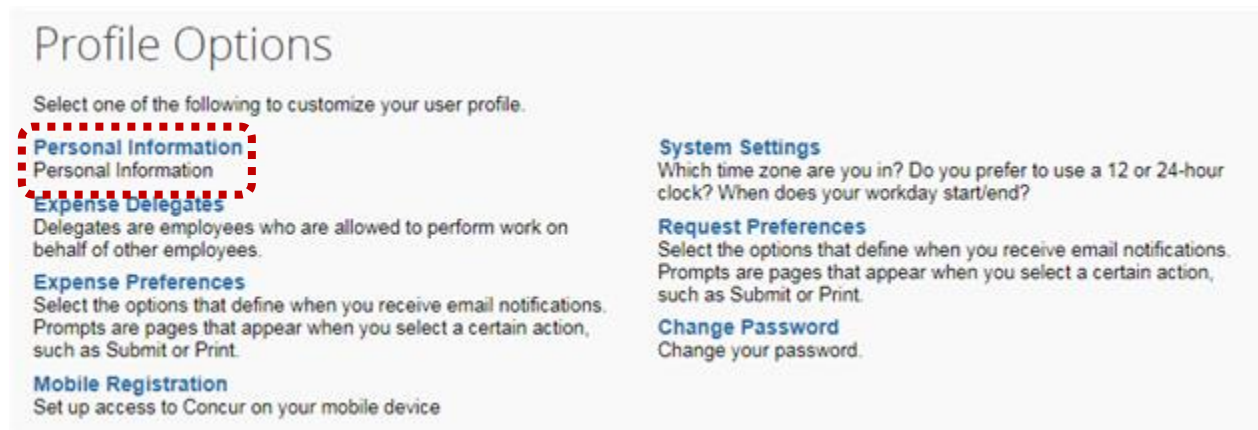 Profile Options
Select one of the following to customize your user profile.
Personal Information
Personal Information
Expense Delegates
Delegates are employees who are allowed to perform work on
behalf of other employees.
Expense Preferences
Select the options that define when you receive email notifications.
Prompts are pages that appear when you select a certain action,
such as Submit or Print.
Mobile Registration
Set up access to Concur on your mobile device
System Settings
Which time zone are you in? Do you prefer to use a 12 or 24-hour
clock? When does your workday start/end?
Request Preferences
Select the options that define when you receive email notifications.
Prompts are pages that appear when you select a certain action,
such as Submit or Print.
Change Password
Change your password.